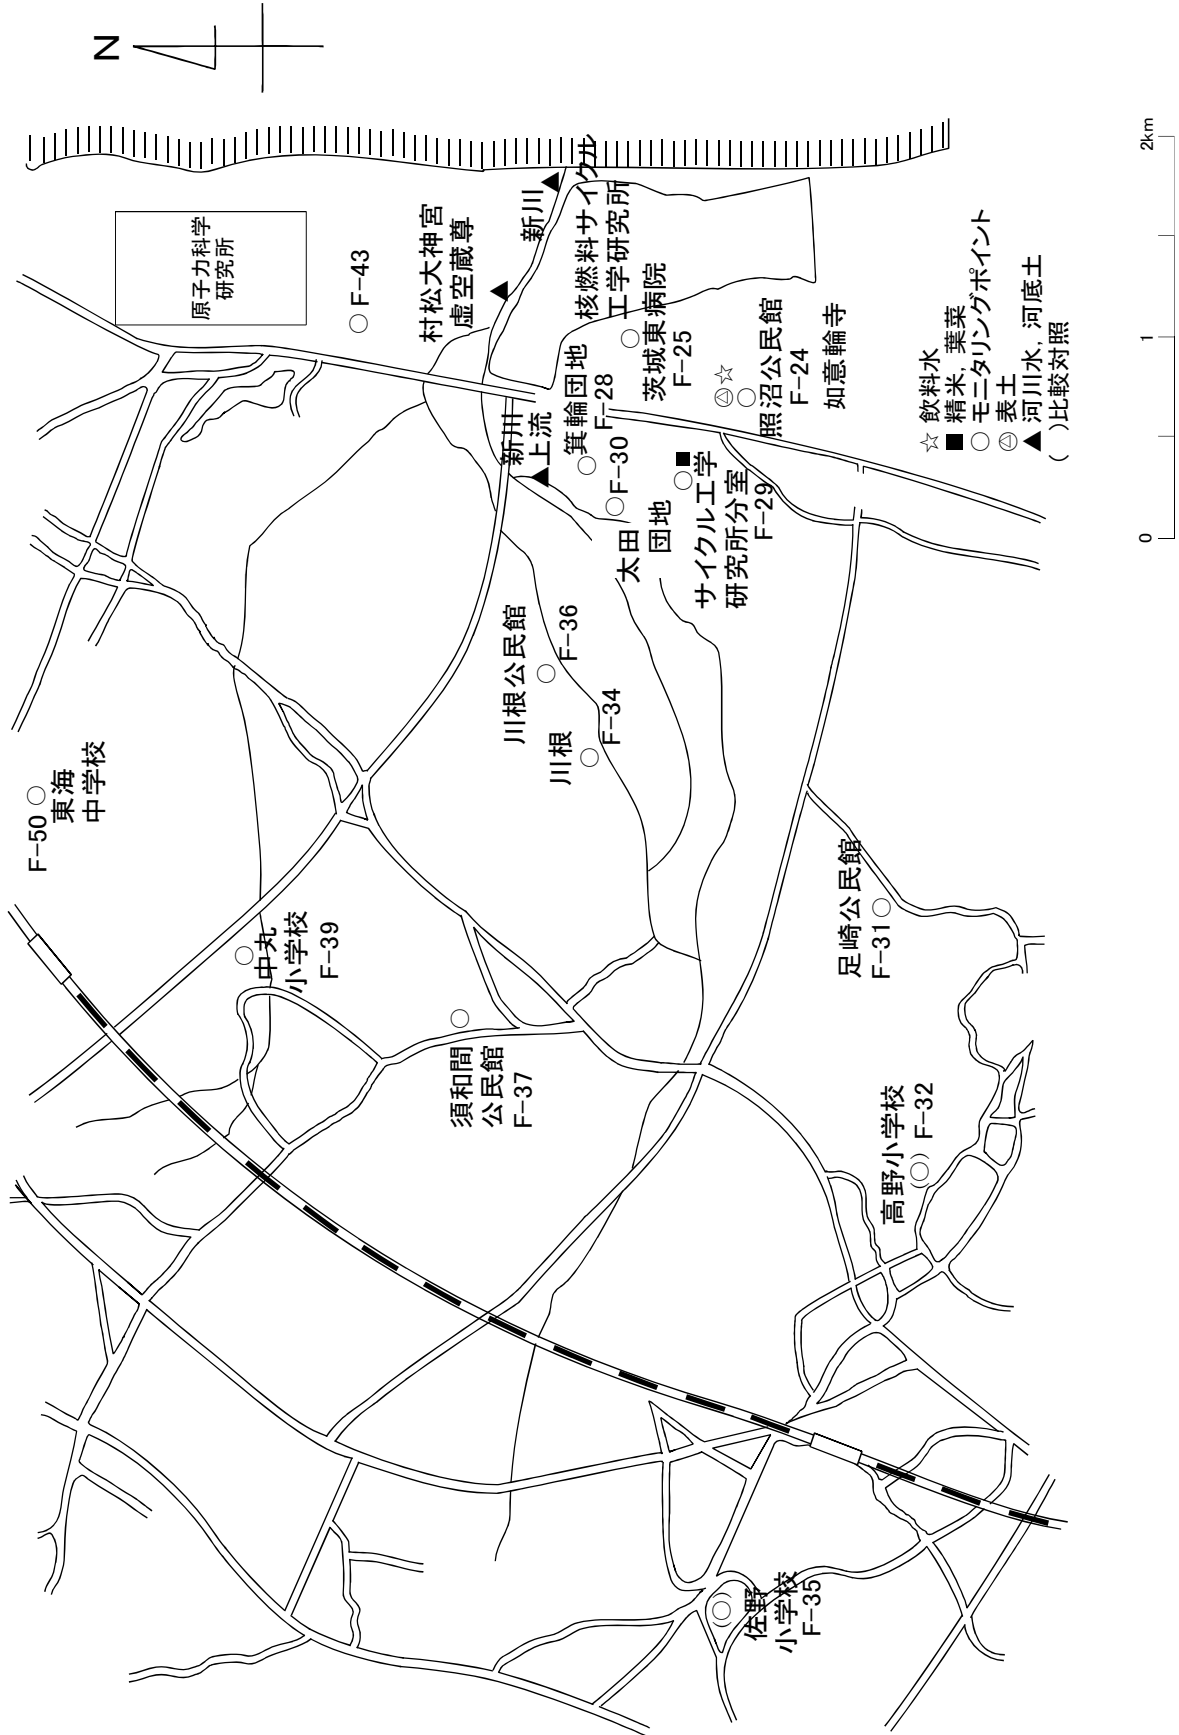 N
原子力科学
研究所
F-43
村松大神宮
虚空蔵尊
新川
核燃料サイクル
工学研究所
茨城東病院
F-25
箕輪団地
F-28
新川
上流
F-30
太田
団地
照沼公民館
F-24
如意輪寺
サイクル工学
研究所分室
F-29
川根公民館
F-36
川根
F-34
F-50
東海
中学校
中丸
小学校
F-39
須和間
公民館
F-37
足崎公民館
F-31
高野小学校
(○) F-32
(○)
佐野
小学校
F-35
☆ 飲料水
■ 精米, 葉菜
○ モニタリングポイント
表土
▲ 河川水, 河底土
( )比較対照
0 1 2km